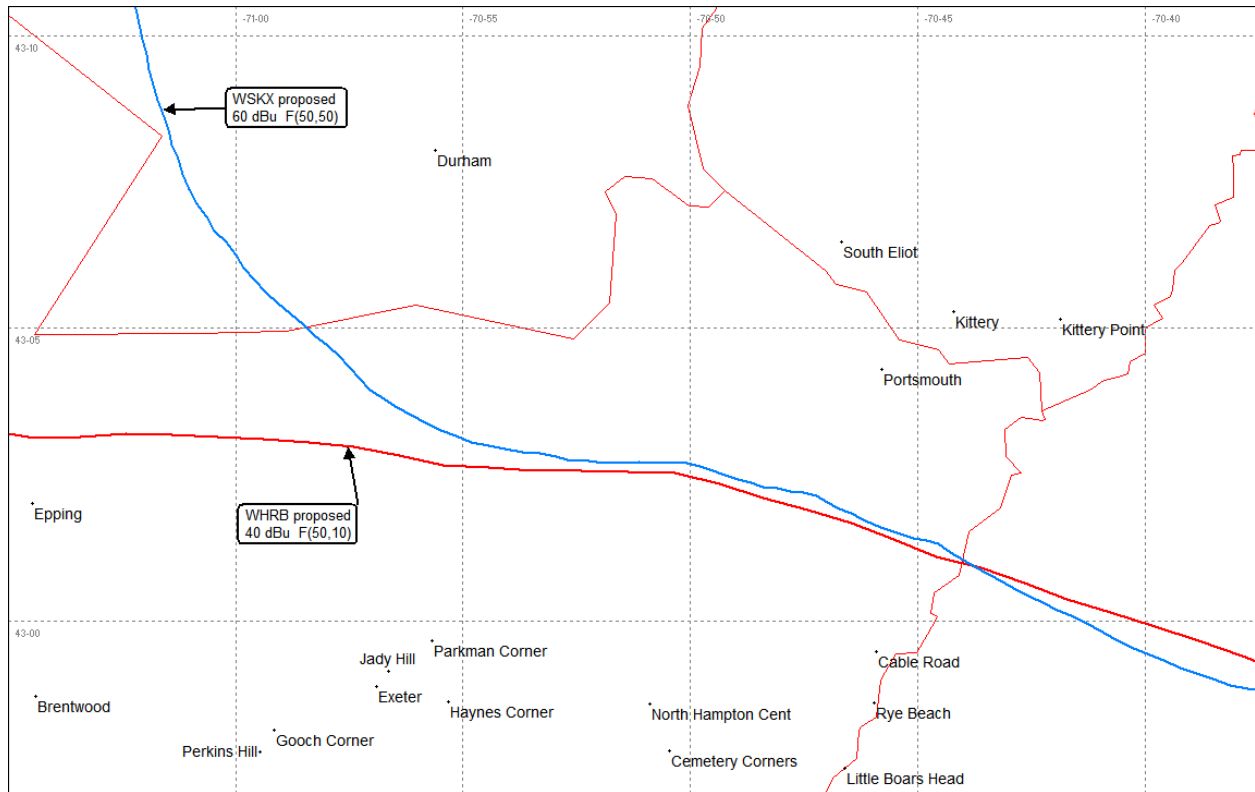 -71-00
-70-55
-70-50
-70-45
-70-40
43-10
WSKX proposed
60 dBu F(50,50)
Durham
South Eliot
Kittery
Kittery Point
43-05
Portsmouth
Epping
WHRB proposed
40 dBu F(50,10)
43-00
Parkman Corner
Jady Hill
Cable Road
Exeter
Brentwood
Haynes Corner
North Hampton Cent
Rye Beach
Gooch Corner
Perkins Hill
Cemetery Corners
Little Boars Head